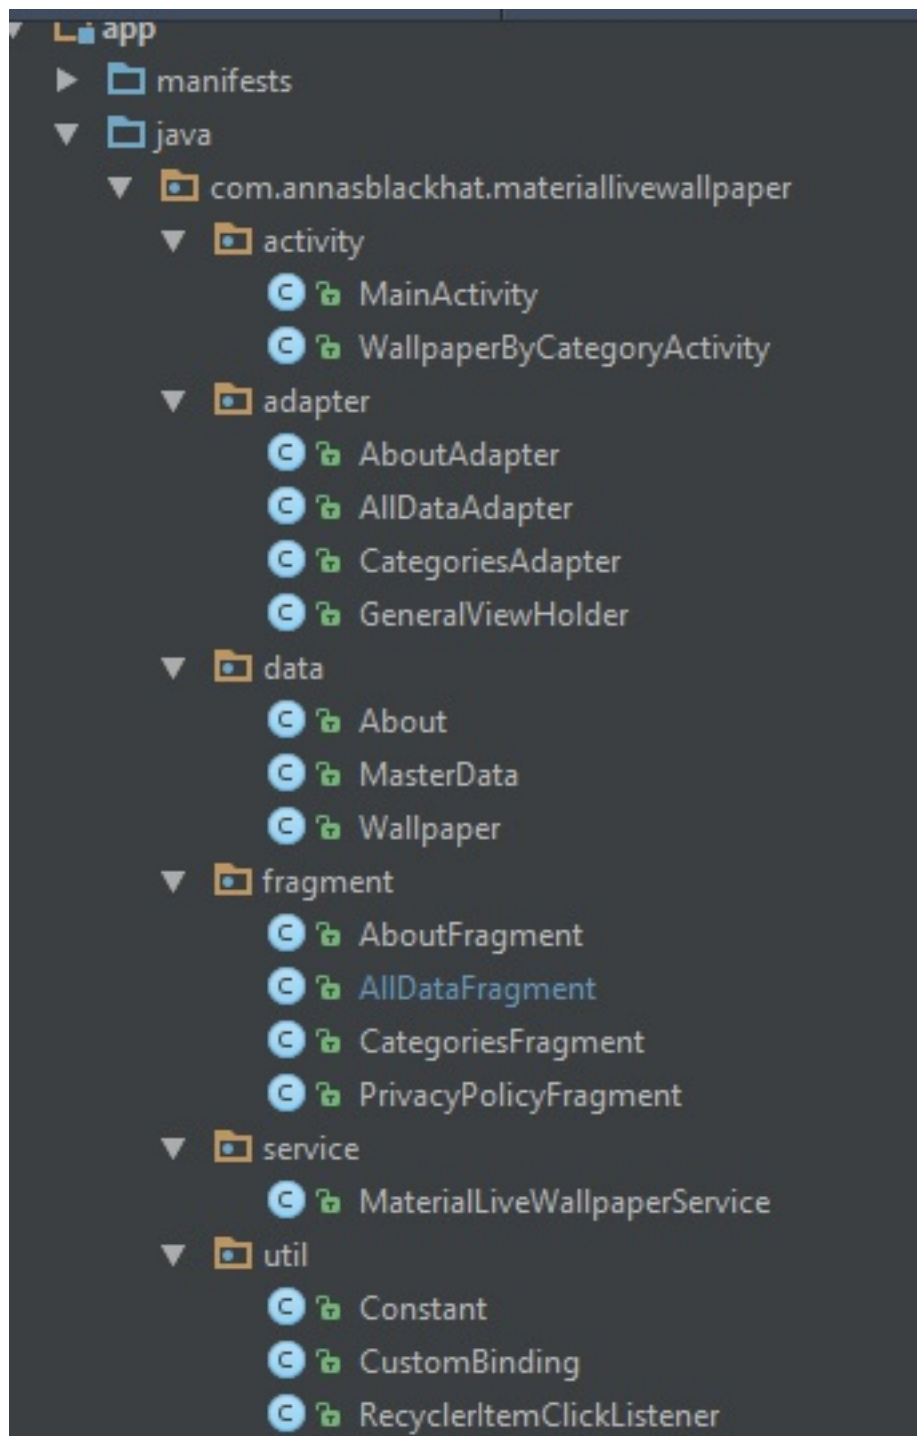 app
manifests
java
com.annasblackhat.materiallivewallpaper
activity
MainActivity
WallpaperByCategoryActivity
adapter
AboutAdapter
AllDataAdapter
CategoriesAdapter
GeneralViewHolder
data
About
MasterData
Wallpaper
fragment
AboutFragment
AllDataFragment
CategoriesFragment
PrivacyPolicyFragment
service
MaterialLiveWallpaperService
util
Constant
CustomBinding
RecyclerItemClickListener